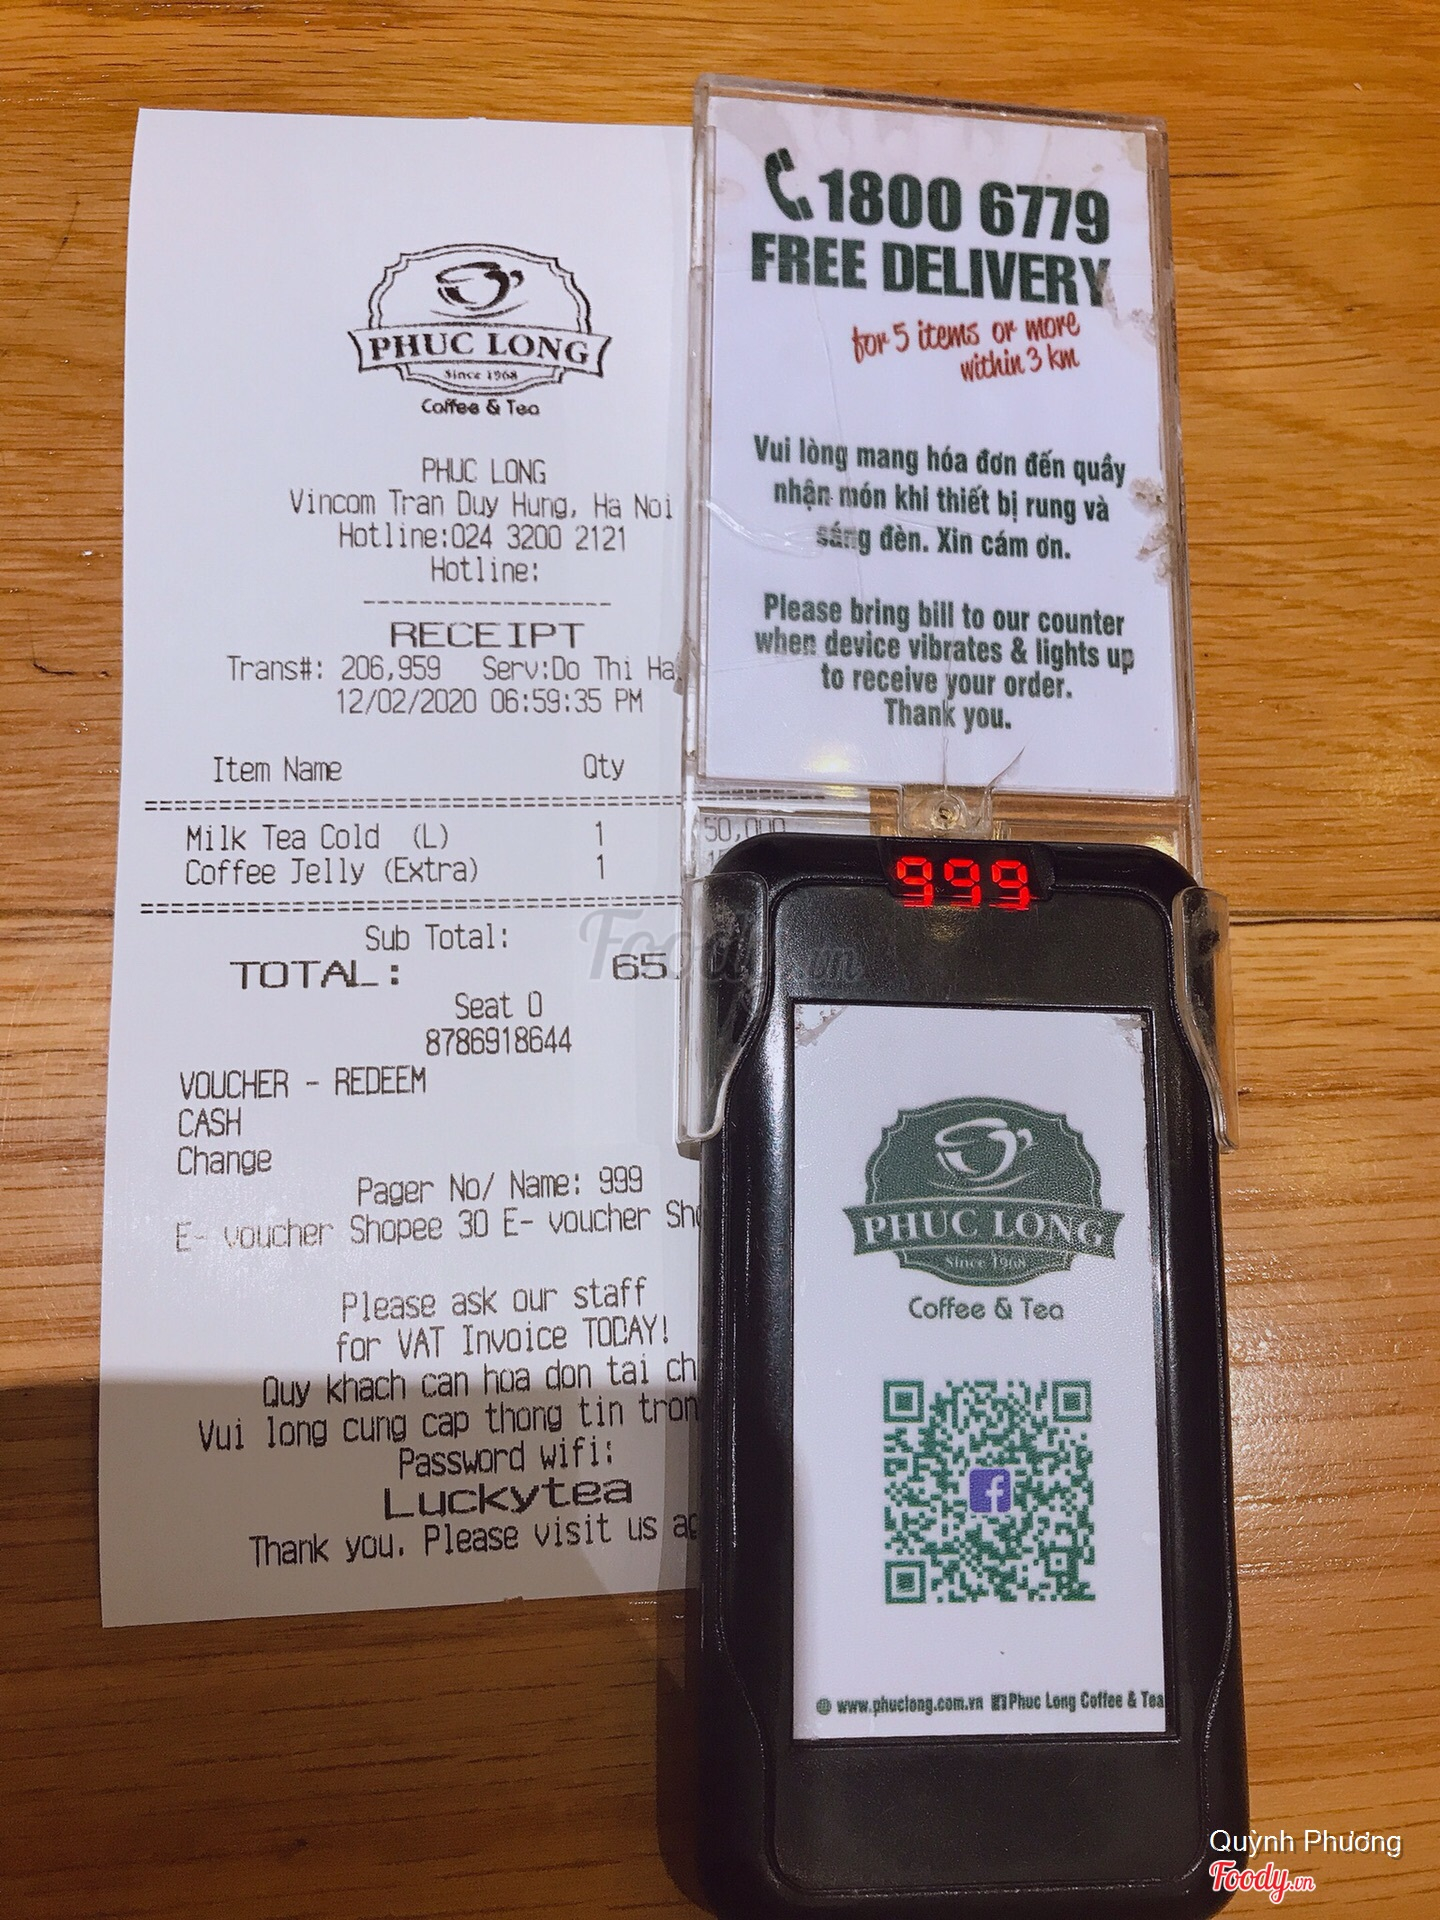 PHUC LONG
Since 1968
Coffee & Tea
PHUC LONG
Vincom Tran Duy Hung, Ha Noi
Hotline:024 3200 2121
Hotline:
RECEIPT
Trans#: 206,959 Serv:Do Thi Ha
12/02/2020 06:59:35 PM
Item Name Qty
Milk Tea Cold (L) 1 50,000
Coffee Jelly (Extra) 1
Sub Total:
TOTAL: 65
Seat 0
8786918644
VOUCHER - REDEEM
CASH
Change
Pager No/ Name: 999
E- voucher Shopee 30 E- voucher Sho
Please ask our staff
for VAT Invoice TODAY!
Quy khach can hoa don tai ch
Vui long cung cap thong tin tron
Password wifi:
Luckytea
Thank you. Please visit us ag
1800 6779
FREE DELIVERY
for 5 items or more
within 3 km
Vui lòng mang hóa đơn đến quầy
nhận món khi thiết bị rung và
sáng đèn. Xin cám ơn.
Please bring bill to our counter
when device vibrates & lights up
to receive your order.
Thank you.
999
PHUC LONG
Since 1968
Coffee & Tea
www.phuclong.com.vn Phuc Long Coffee & Tea
Foody.vn
Quỳnh Phương
Foody.vn